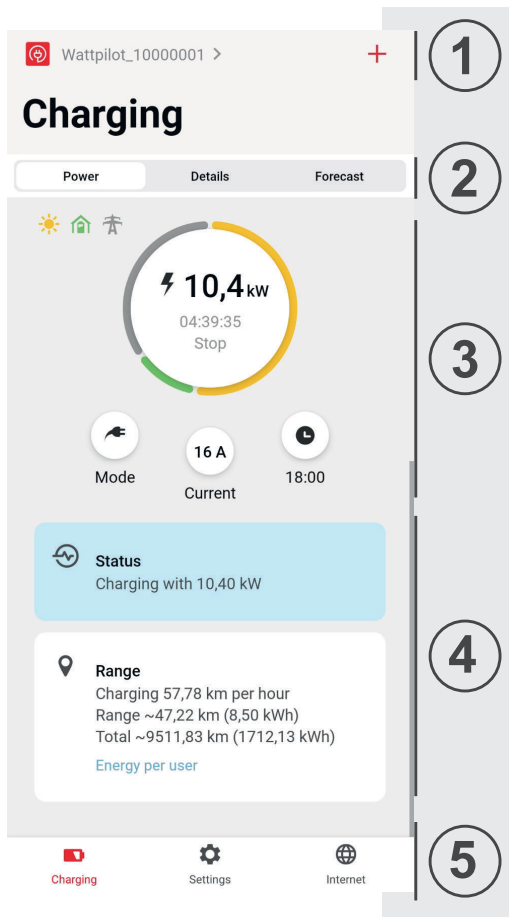 Wattpilot_10000001 >
Charging
Power Details Forecast
10,4 kW
04:39:35
Stop
Mode
16 A
Current
18:00
Status
Charging with 10,40 kW
Range
Charging 57,78 km per hour
Range ~47,22 km (8,50 kWh)
Total ~9511,83 km (1712,13 kWh)
Energy per user
Charging Settings Internet
1
2
3
4
5